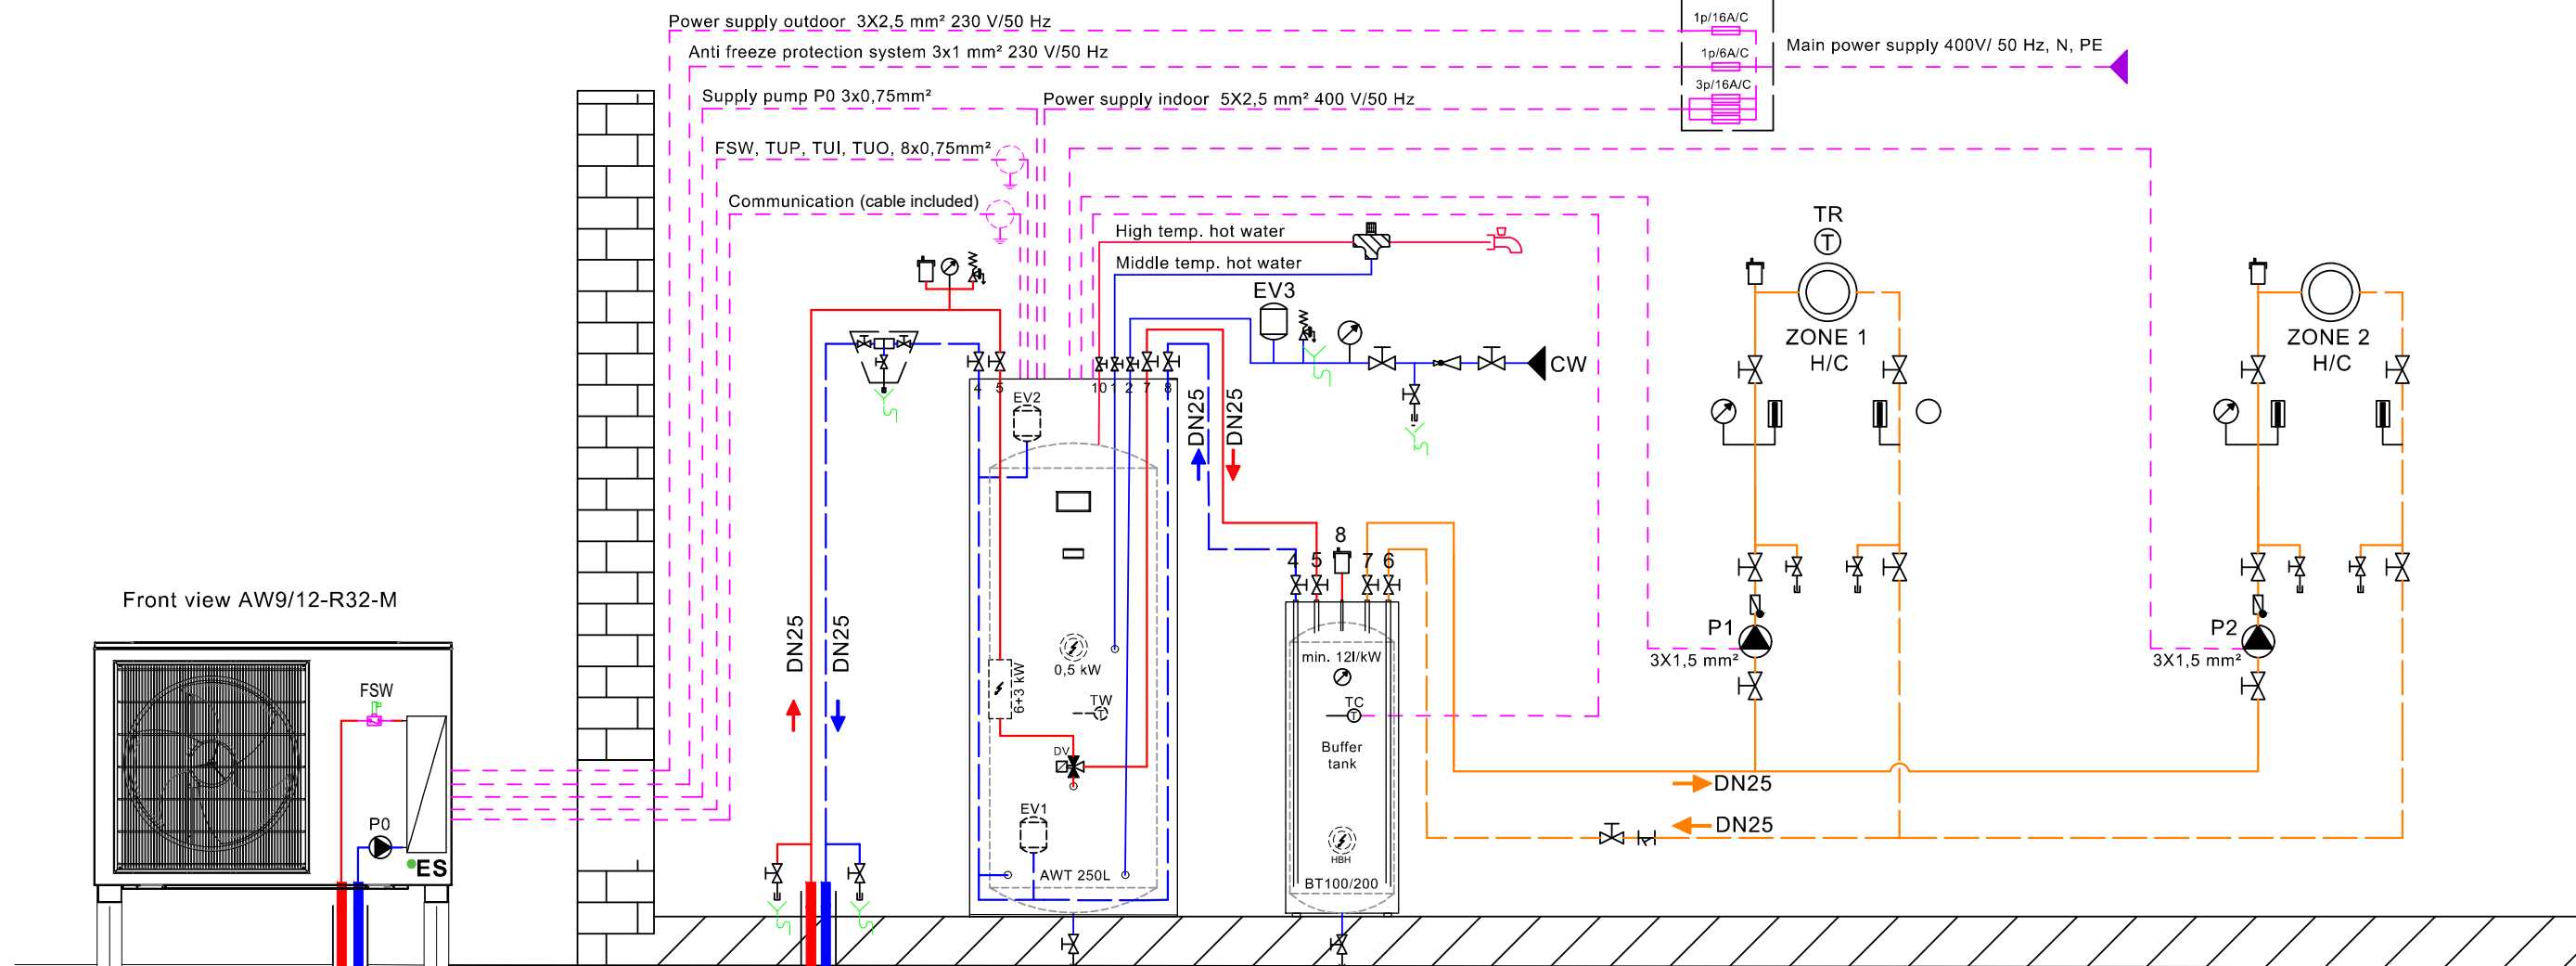 Power supply outdoor 3X2,5 mm² 230 V/50 Hz
1p/16A/C
Anti freeze protection system 3x1 mm² 230 V/50 Hz
1p/6A/C
Main power supply 400V/ 50 Hz, N, PE
3p/16A/C
Supply pump P0 3x0,75mm²
Power supply indoor 5X2,5 mm² 400 V/50 Hz
FSW, TUP, TUI, TUO, 8x0,75mm²
Communication (cable included)
High temp. hot water
Middle temp. hot water
TR
T
EV3
ZONE 1
H/C
ZONE 2
H/C
CW
4
5
10
1
2
7
8
EV2
DN25
DN25
8
4
5
7
6
Front view AW9/12-R32-M
DN25
DN25
0,5 kW
6+3 kW
TW
T
DV
EV1
AWT 250L
min. 12l/kW
TC
T
Buffer
tank
HBH
BT100/200
P1
3X1,5 mm²
P2
3X1,5 mm²
DN25
DN25
FSW
P0
ES